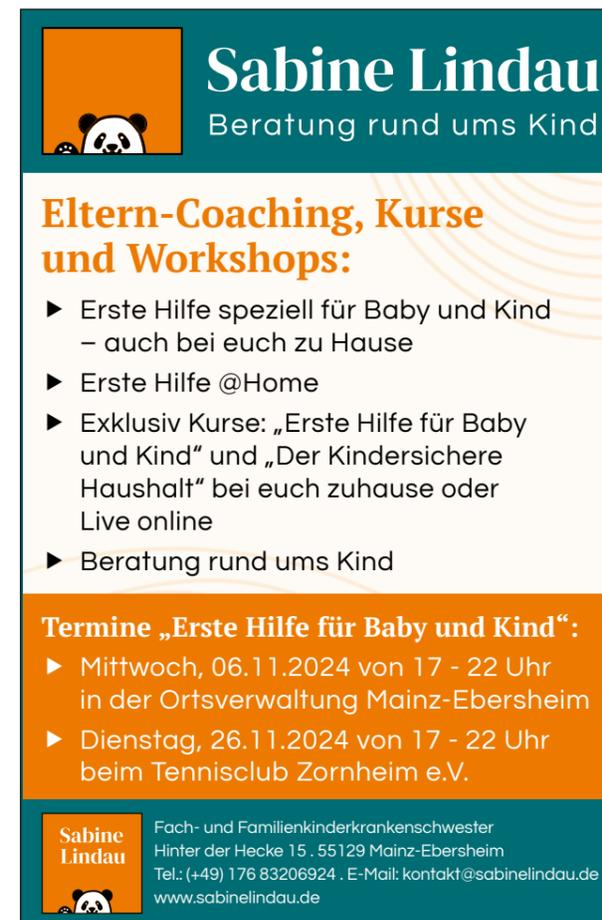 Sabine Lindau
Beratung rund ums Kind
Eltern-Coaching, Kurse
und Workshops:
► Erste Hilfe speziell für Baby und Kind
– auch bei euch zu Hause
► Erste Hilfe @Home
► Exklusiv Kurse: „Erste Hilfe für Baby
und Kind“ und „Der Kindersichere
Haushalt“ bei euch zuhause oder
Live online
► Beratung rund ums Kind
Termine „Erste Hilfe für Baby und Kind“:
► Mittwoch, 06.11.2024 von 17 - 22 Uhr
in der Ortsverwaltung Mainz-Ebersheim
► Dienstag, 26.11.2024 von 17 - 22 Uhr
beim Tennisclub Zornheim e.V.
Sabine
Lindau
Fach- und Familienkinderkrankenschwester
Hinter der Hecke 15 . 55129 Mainz-Ebersheim
Tel.: (+49) 176 83206924 . E-Mail: kontakt@sabinelindau.de
www.sabinelindau.de